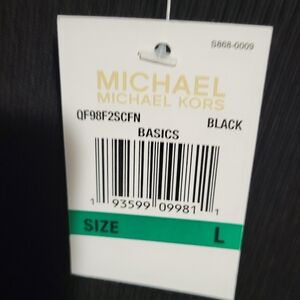 S868-0009
MICHAEL
MICHAEL KORS
QF98F2SCFN BLACK
BASICS
1 93599 09981 1
SIZE L